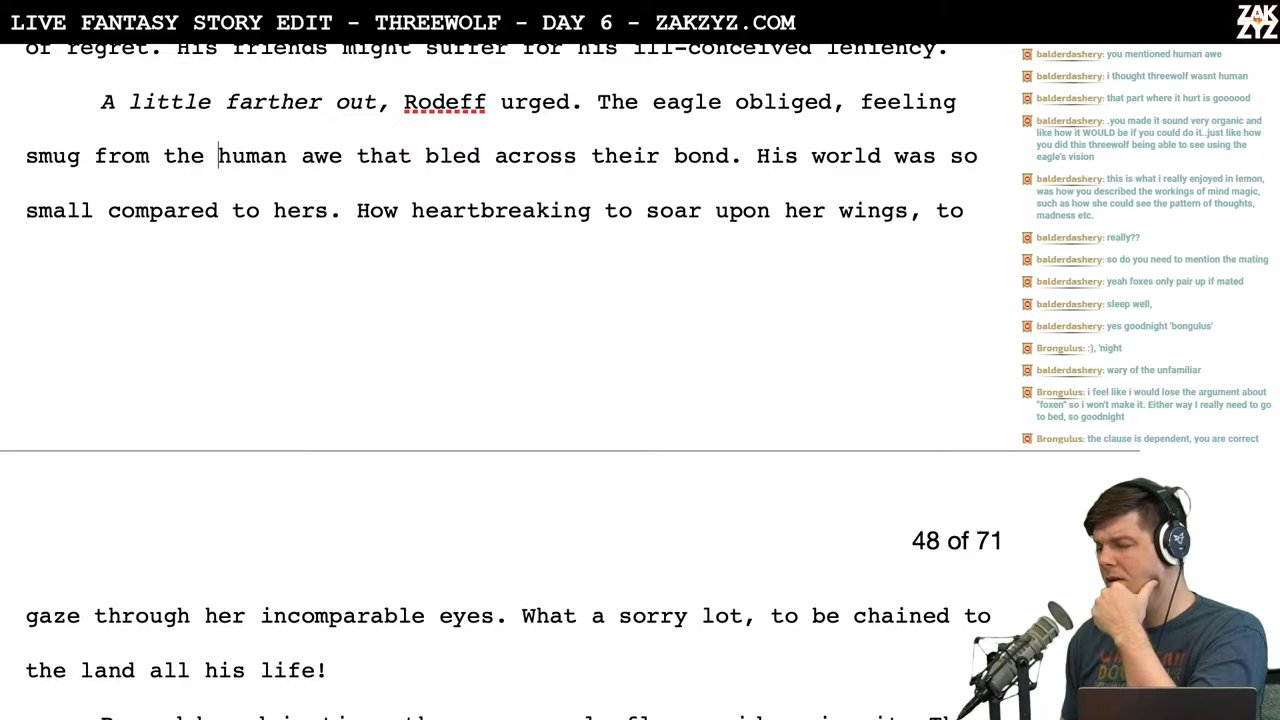 LIVE FANTASY STORY EDIT - THREEWOLF - DAY 6 - ZAKZYZ.COM
ZAK
ZYZ
of regret. His friends might suffer for his ill-conceived leniency.
A little farther out, Rodeff urged. The eagle obliged, feeling
smug from the human awe that bled across their bond. His world was so
small compared to hers. How heartbreaking to soar upon her wings, to
48 of 71
gaze through her incomparable eyes. What a sorry lot, to be chained to
the land all his life!
balderdashery: you mentioned human awe
balderdashery: i thought threewolf wasnt human
balderdashery: that part where it hurt is goooood
balderdashery: .you made it sound very organic and
like how it WOULD be if you could do it..just like how
you did this threewolf being able to see using the
eagle's vision
balderdashery: this is what i really enjoyed in lemon,
was how you described the workings of mind magic,
such as how she could see the pattern of thoughts,
madness etc.
balderdashery: really??
balderdashery: so do you need to mention the mating
balderdashery: yeah foxes only pair up if mated
balderdashery: sleep well,
balderdashery: yes goodnight 'bongulus'
Brongulus: :), 'night
balderdashery: wary of the unfamiliar
Brongulus: i feel like i would lose the argument about
"foxen" so i won't make it. Either way I really need to go
to bed, so goodnight
Brongulus: the clause is dependent, you are correct